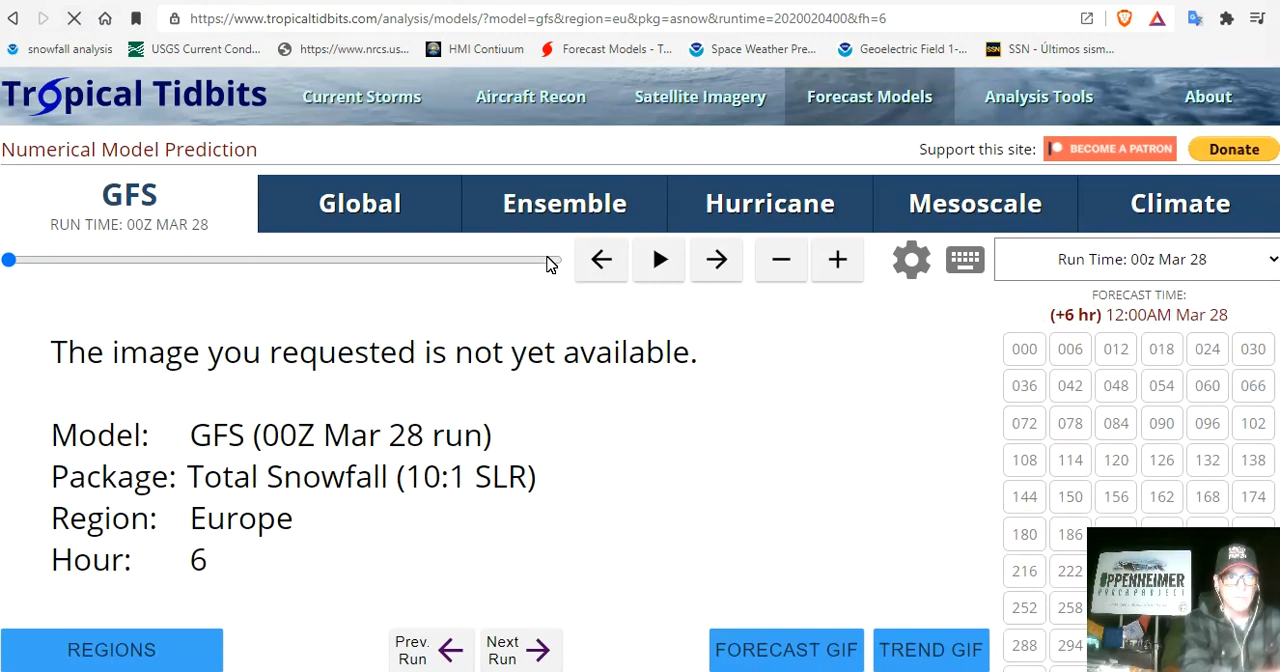 https://www.tropicaltidbits.com/analysis/models/?model=gfs&region=eu&pkg=asnow&runtime=2020020400&fh=6
snowfall analysis USGS Current Cond... https://www.nrcs.us... HMI Contiuum Forecast Models - T... Space Weather Pre... Geoelectric Field 1-... SSN SSN - Últimos sism...
Tropical Tidbits Current Storms Aircraft Recon Satellite Imagery Forecast Models Analysis Tools About
Numerical Model Prediction Support this site: BECOME A PATRON Donate
GFS Global Ensemble Hurricane Mesoscale Climate
RUN TIME: 00Z MAR 28
Run Time: 00z Mar 28
FORECAST TIME:
(+6 hr) 12:00AM Mar 28
The image you requested is not yet available.
Model: GFS (00Z Mar 28 run)
Package: Total Snowfall (10:1 SLR)
Region: Europe
Hour: 6
000 006 012 018 024 030
036 042 048 054 060 066
072 078 084 090 096 102
108 114 120 126 132 138
144 150 156 162 168 174
180 186
216 222
252 258
288 294
REGIONS Prev. Run Next Run FORECAST GIF TREND GIF